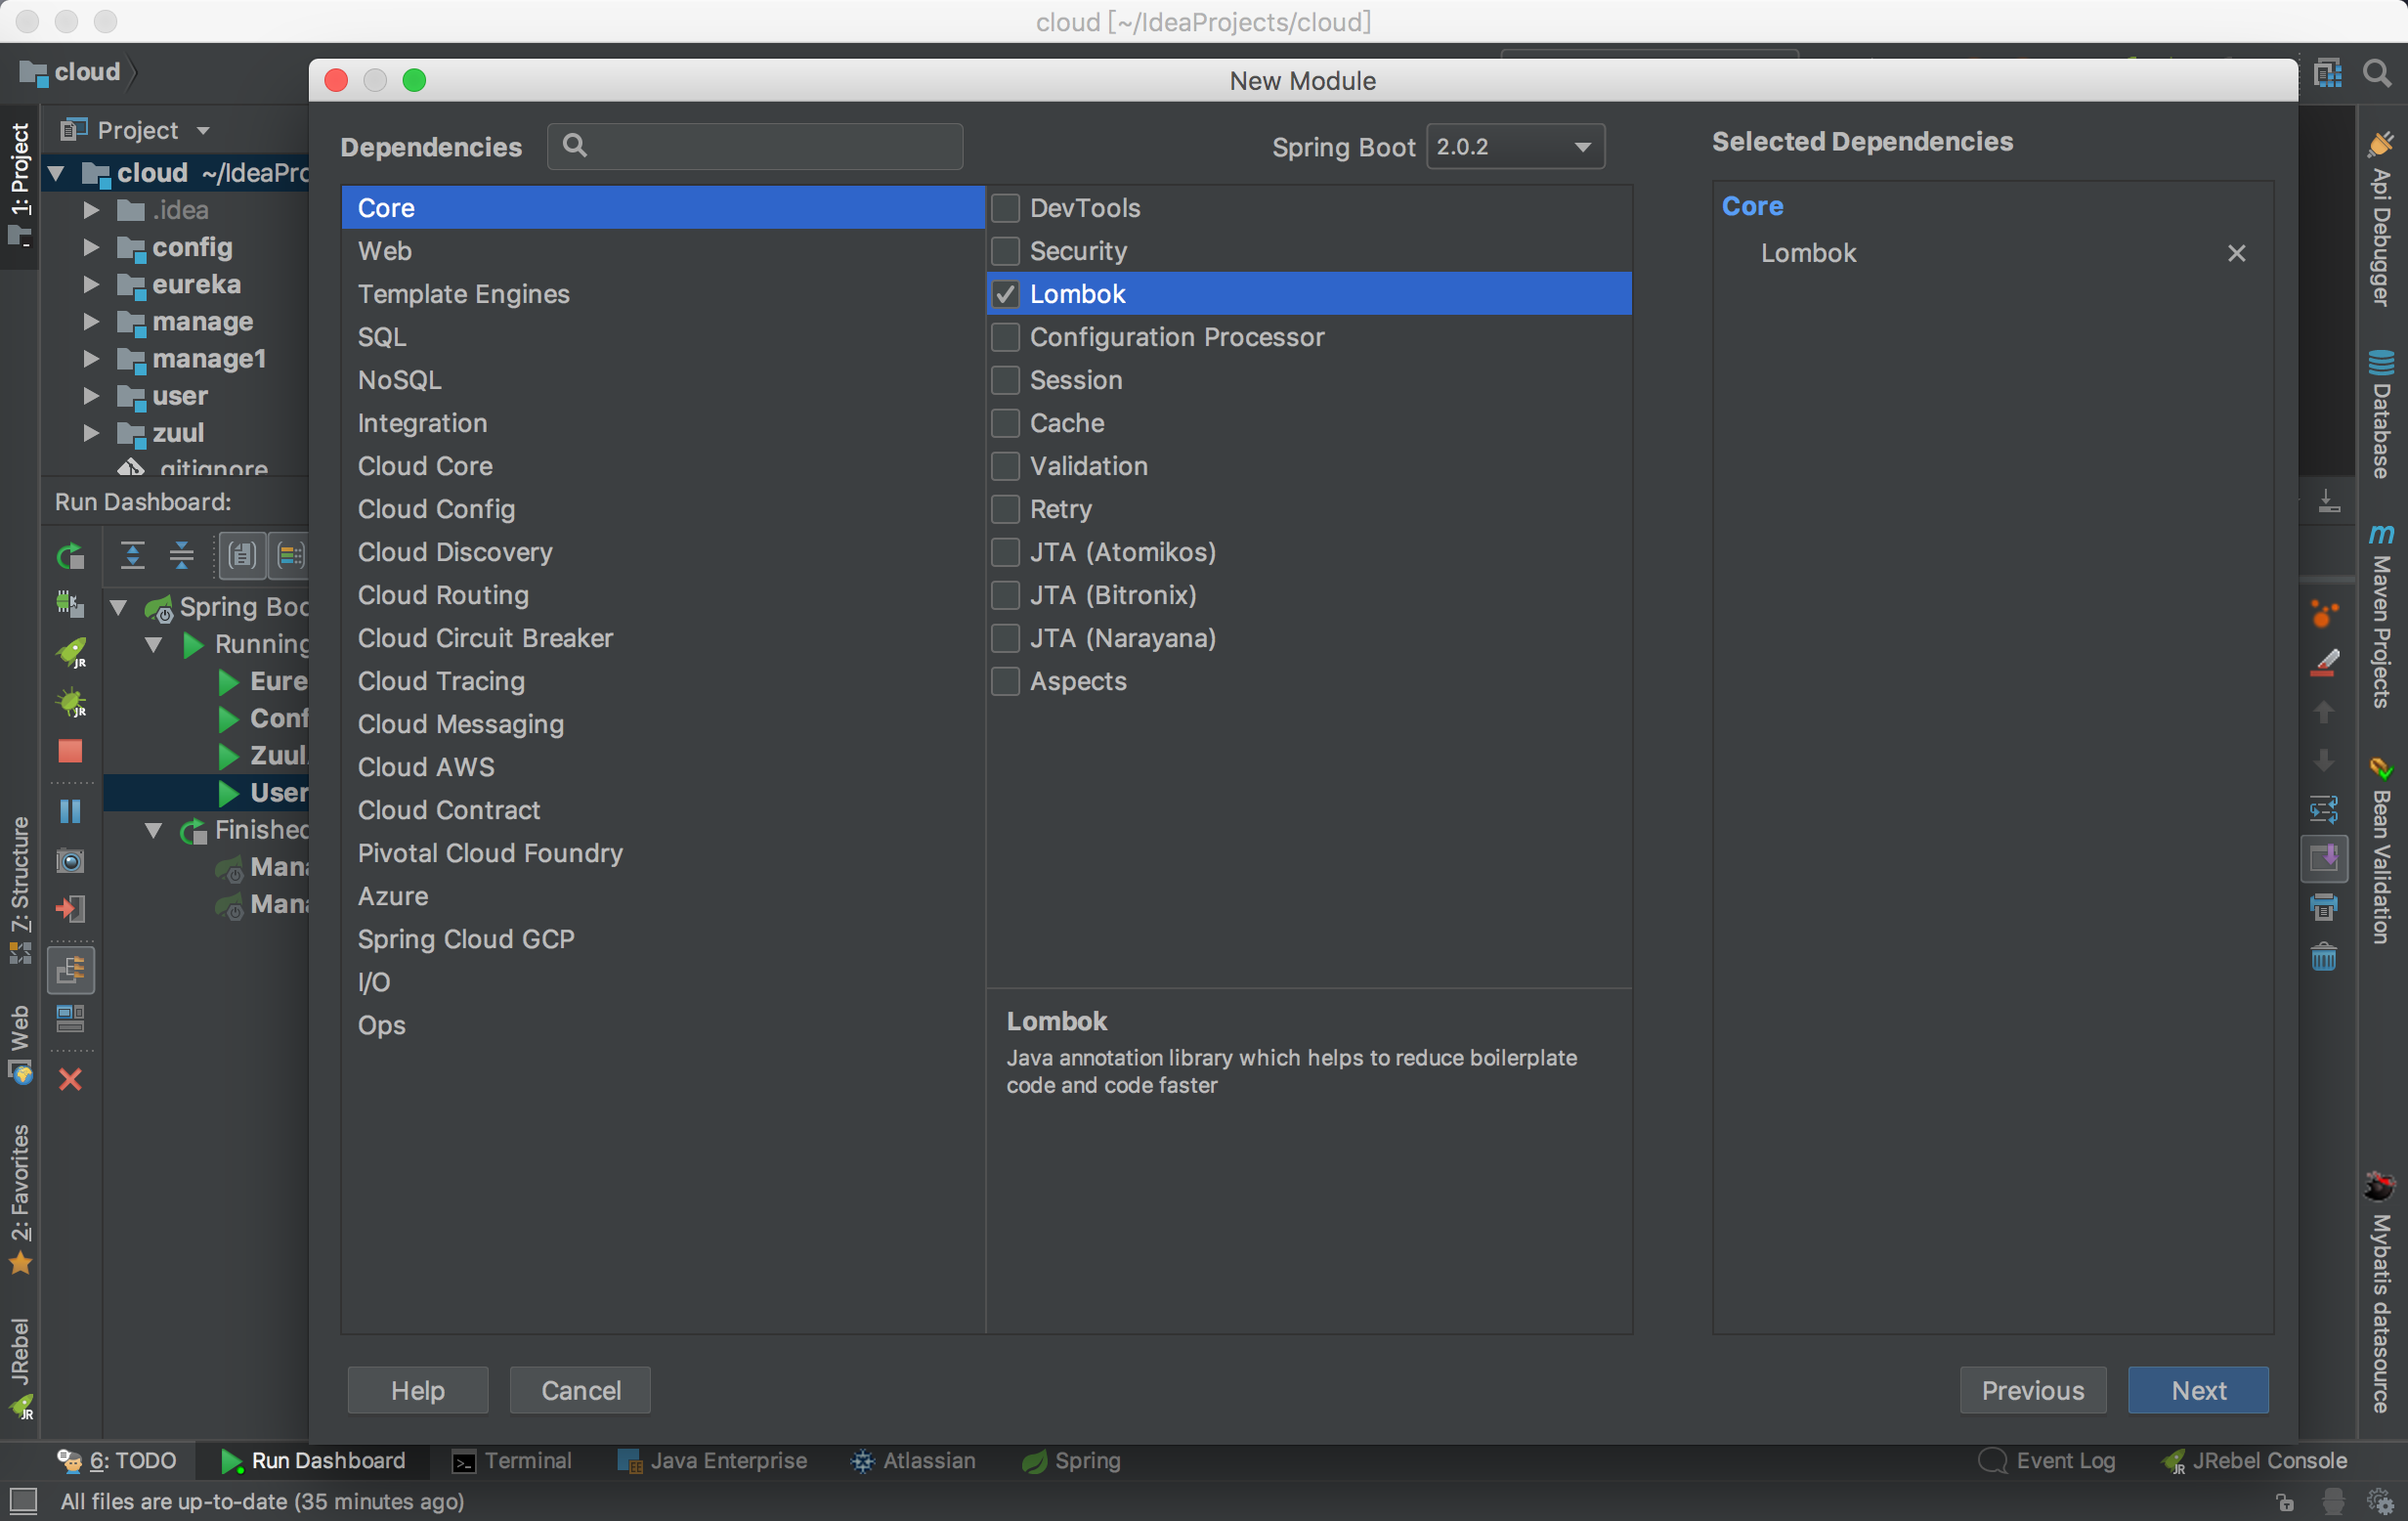 cloud [~/IdeaProjects/cloud]
cloud
New Module
1: Project
Project
cloud ~/IdeaPro
.idea
config
eureka
manage
manage1
user
zuul
.gitignore
Run Dashboard:
Spring Boo
Running
Eure
Conf
Zuul
User
Finished
Mana
Mana
Z: Structure
Web
2: Favorites
JRebel
Dependencies
Spring Boot 2.0.2
Core
Web
Template Engines
SQL
NoSQL
Integration
Cloud Core
Cloud Config
Cloud Discovery
Cloud Routing
Cloud Circuit Breaker
Cloud Tracing
Cloud Messaging
Cloud AWS
Cloud Contract
Pivotal Cloud Foundry
Azure
Spring Cloud GCP
I/O
Ops
DevTools
Security
Lombok
Configuration Processor
Session
Cache
Validation
Retry
JTA (Atomikos)
JTA (Bitronix)
JTA (Narayana)
Aspects
Lombok
Java annotation library which helps to reduce boilerplate
code and code faster
Selected Dependencies
Core
Lombok
Help
Cancel
Previous
Next
Api Debugger
Database
Maven Projects
Bean Validation
Mybatis datasource
6: TODO
Run Dashboard
Terminal
Java Enterprise
Atlassian
Spring
Event Log
JRebel Console
All files are up-to-date (35 minutes ago)